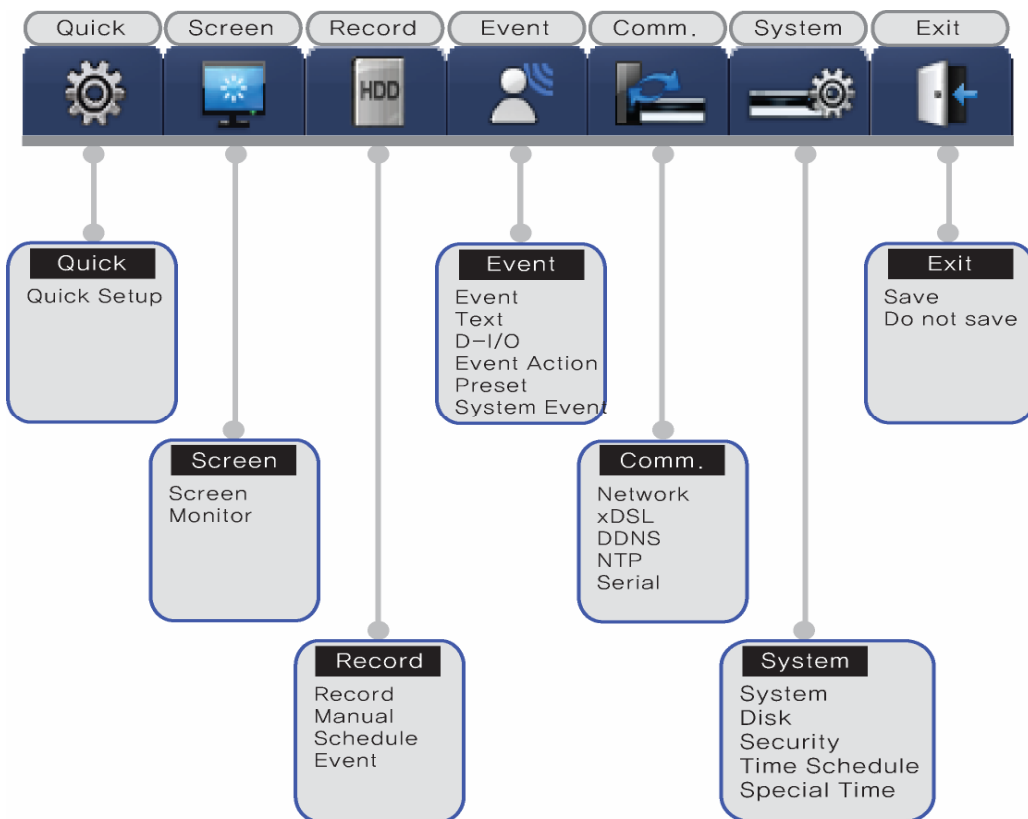 Quick
Screen
Record
Event
Comm.
System
Exit
HDD
Quick
Quick Setup
Event
Event
Text
D-I/O
Event Action
Preset
System Event
Exit
Save
Do not save
Screen
Screen
Monitor
Comm.
Network
xDSL
DDNS
NTP
Serial
Record
Record
Manual
Schedule
Event
System
System
Disk
Security
Time Schedule
Special Time